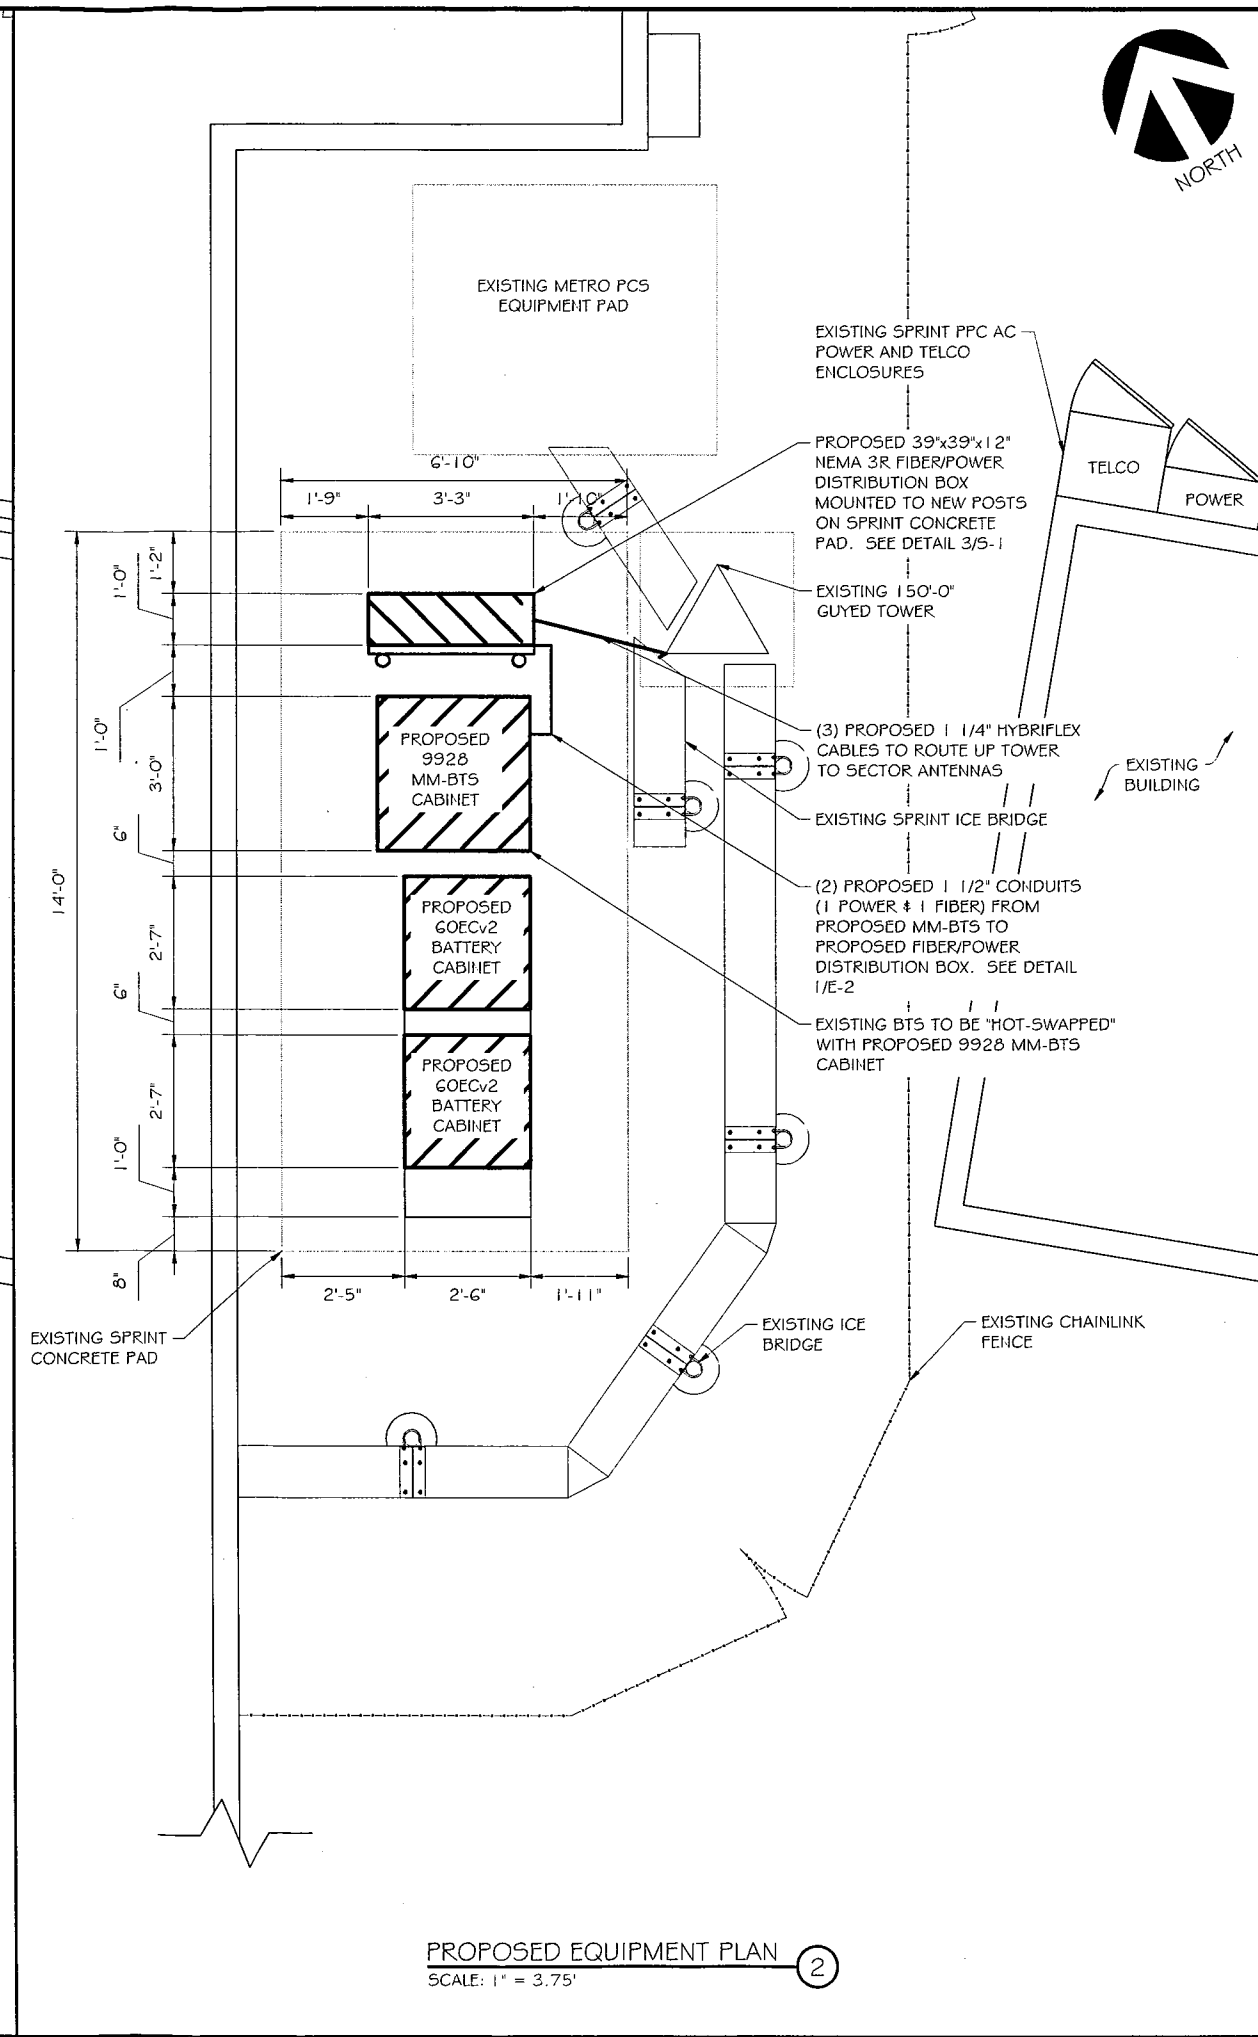 NORTH
EXISTING METRO PCS
EQUIPMENT PAD
EXISTING SPRINT PPC AC
POWER AND TELCO
ENCLOSURES
TELCO
POWER
PROPOSED 39"x39"x12"
NEMA 3R FIBER/POWER
DISTRIBUTION BOX
MOUNTED TO NEW POSTS
ON SPRINT CONCRETE
PAD. SEE DETAIL 3/S-1
6'-10"
1'-9"
3'-3"
1'-10"
1'-2"
1'-0"
1'-0"
3'-0"
6"
14'-0"
2'-7"
6"
2'-7"
1'-0"
8"
EXISTING 150'-0"
GUYED TOWER
PROPOSED
9928
MM-BTS
CABINET
(3) PROPOSED 1 1/4" HYBRIFLEX
CABLES TO ROUTE UP TOWER
TO SECTOR ANTENNAS
EXISTING
BUILDING
EXISTING SPRINT ICE BRIDGE
PROPOSED
60ECv2
BATTERY
CABINET
(2) PROPOSED 1 1/2" CONDUITS
(1 POWER & 1 FIBER) FROM
PROPOSED MM-BTS TO
PROPOSED FIBER/POWER
DISTRIBUTION BOX. SEE DETAIL
1/E-2
EXISTING BTS TO BE "HOT-SWAPPED"
WITH PROPOSED 9928 MM-BTS
CABINET
PROPOSED
60ECv2
BATTERY
CABINET
2'-5"
2'-6"
1'-11"
EXISTING SPRINT
CONCRETE PAD
EXISTING ICE
BRIDGE
EXISTING CHAINLINK
FENCE
PROPOSED EQUIPMENT PLAN
2
SCALE: 1" = 3.75'